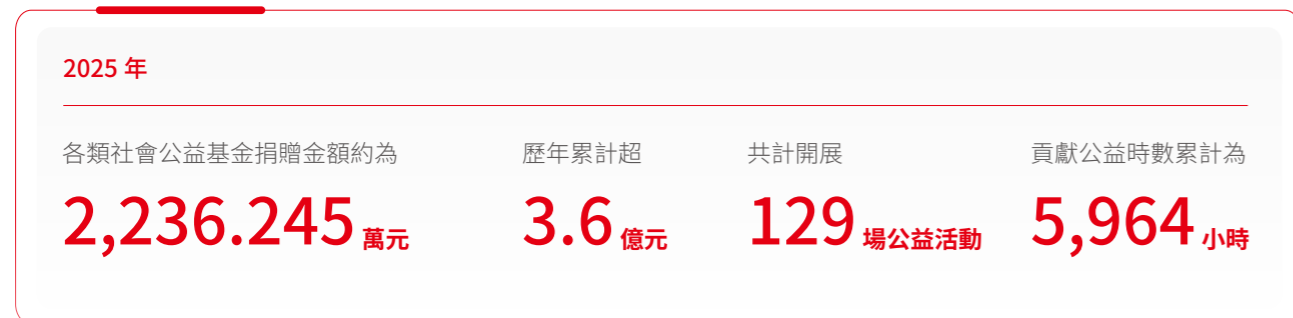 2025 年
各類社會公益基金捐贈金額約為
2,236.245 萬元
歷年累計超
3.6 億元
共計開展
129 場公益活動
貢獻公益時數累計為
5,964 小時